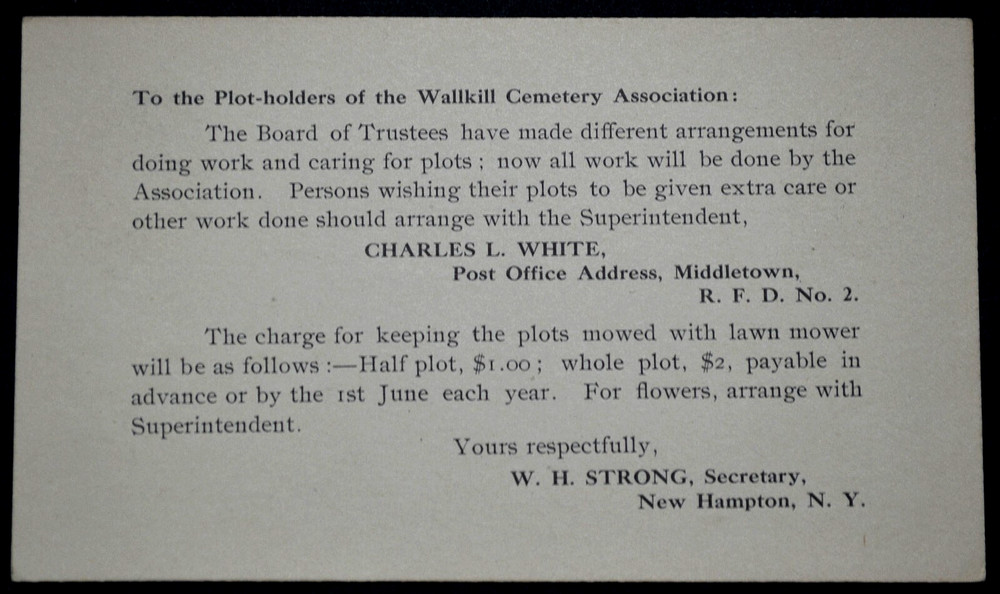 To the Plot-holders of the Wallkill Cemetery Association:
The Board of Trustees have made different arrangements for
doing work and caring for plots ; now all work will be done by the
Association. Persons wishing their plots to be given extra care or
other work done should arrange with the Superintendent,
CHARLES L. WHITE,
Post Office Address, Middletown,
R. F. D. No. 2.
The charge for keeping the plots mowed with lawn mower
will be as follows :—Half plot, $1.00 ; whole plot, $2, payable in
advance or by the 1st June each year. For flowers, arrange with
Superintendent.
Yours respectfully,
W. H. STRONG, Secretary,
New Hampton, N. Y.